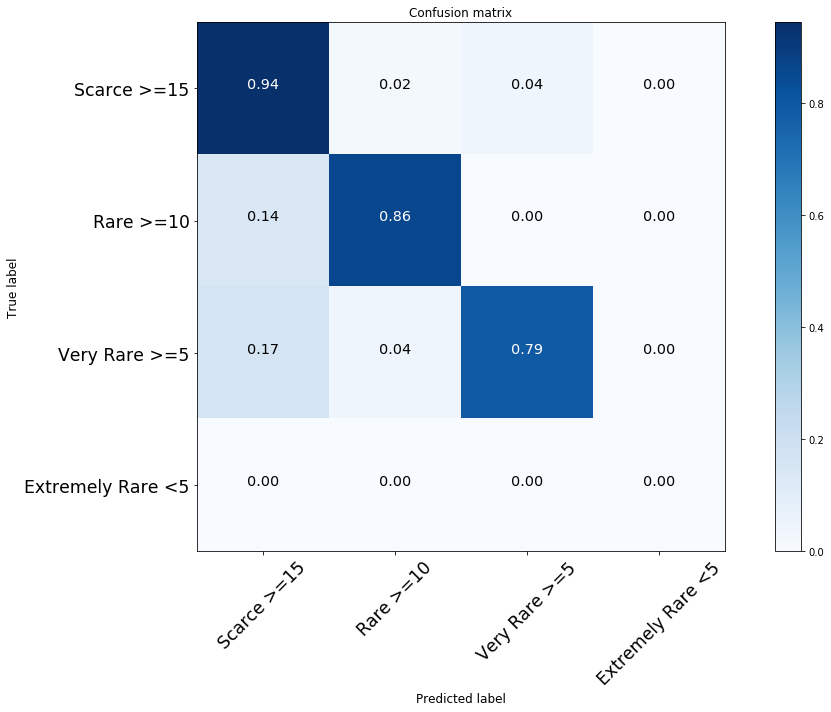 Confusion matrix
Scarce >=15
0.94
0.02
0.04
0.00
Rare >=10
0.14
0.86
0.00
0.00
Very Rare >=5
0.17
0.04
0.79
0.00
Extremely Rare <5
0.00
0.00
0.00
0.00
True label
Scarce >=15
Rare >=10
Very Rare >=5
Extremely Rare <5
Predicted label
0.8
0.6
0.4
0.2
0.0